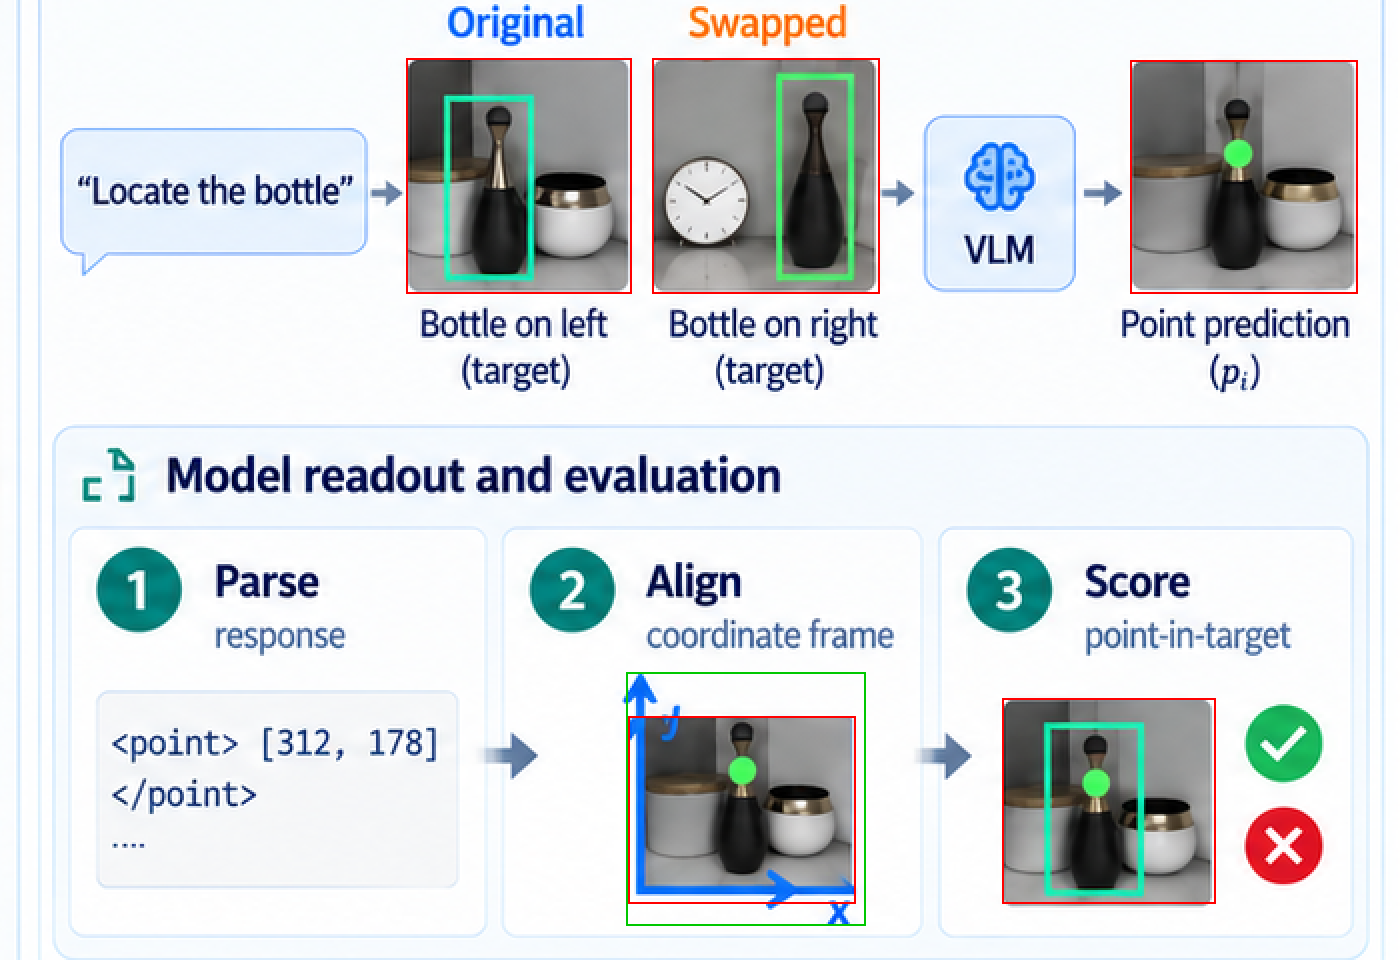 Original
Swapped
“Locate the bottle”
VLM
Bottle on left
(target)
Bottle on right
(target)
Point prediction
(pᵢ)
Model readout and evaluation
1
Parse
response
<point> [312, 178]
</point>
....
2
Align
coordinate frame
y
x
3
Score
point-in-target